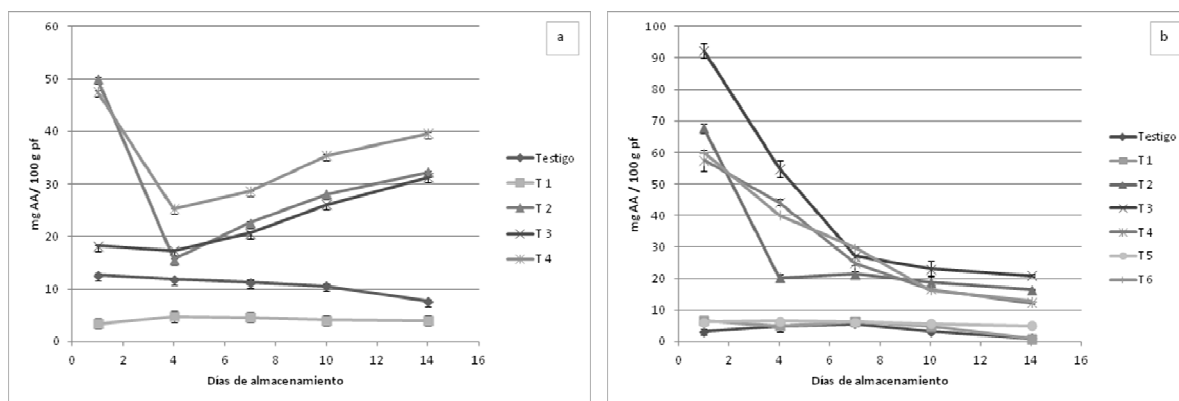 a
60
50
40
30
20
10
0
mg AA/ 100 g pf
0 2 4 6 8 10 12 14 16
Días de almacenamiento
Testigo
T 1
T 2
T 3
T 4
b
100
90
80
70
60
50
40
30
20
10
0
mg AA / 100 g pf
0 2 4 6 8 10 12 14 16
Días de almacenamiento
Testigo
T 1
T 2
T 3
T 4
T 5
T 6